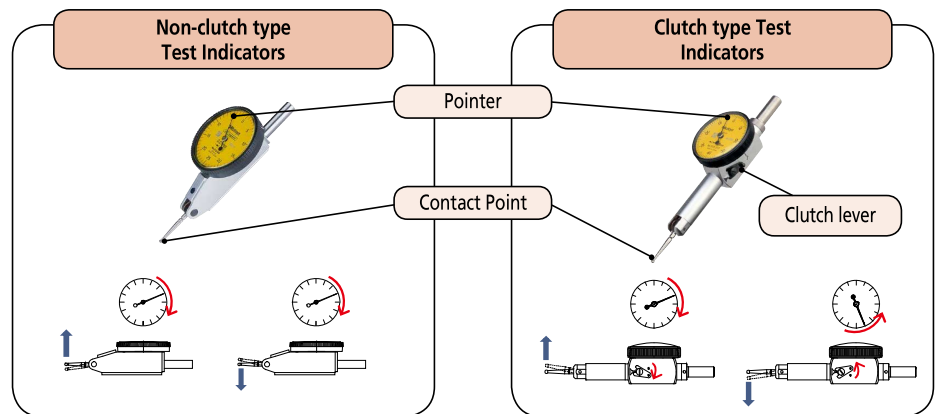 Non-clutch type
Test Indicators
Clutch type Test
Indicators
Pointer
Contact Point
Clutch lever